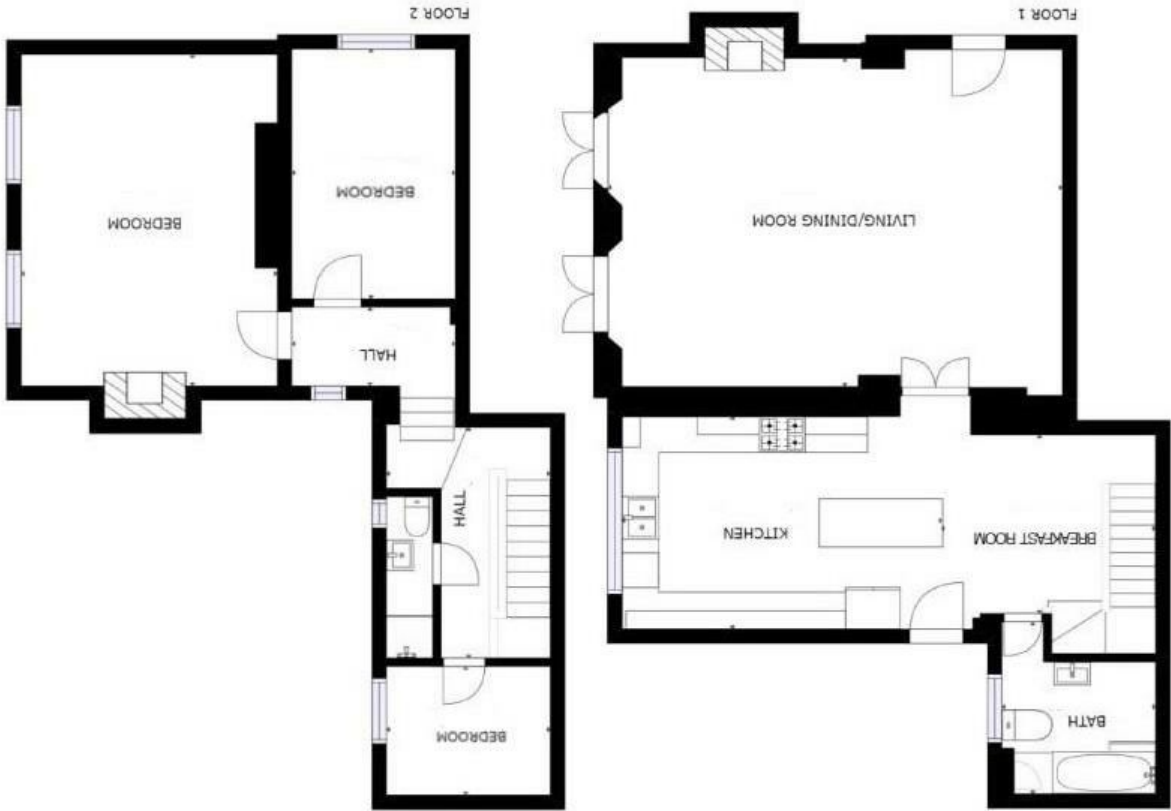 FLOOR 1
LIVING/DINING ROOM
KITCHEN
BREAKFAST ROOM
BATH
FLOOR 2
BEDROOM
BEDROOM
HALL
HALL
BEDROOM